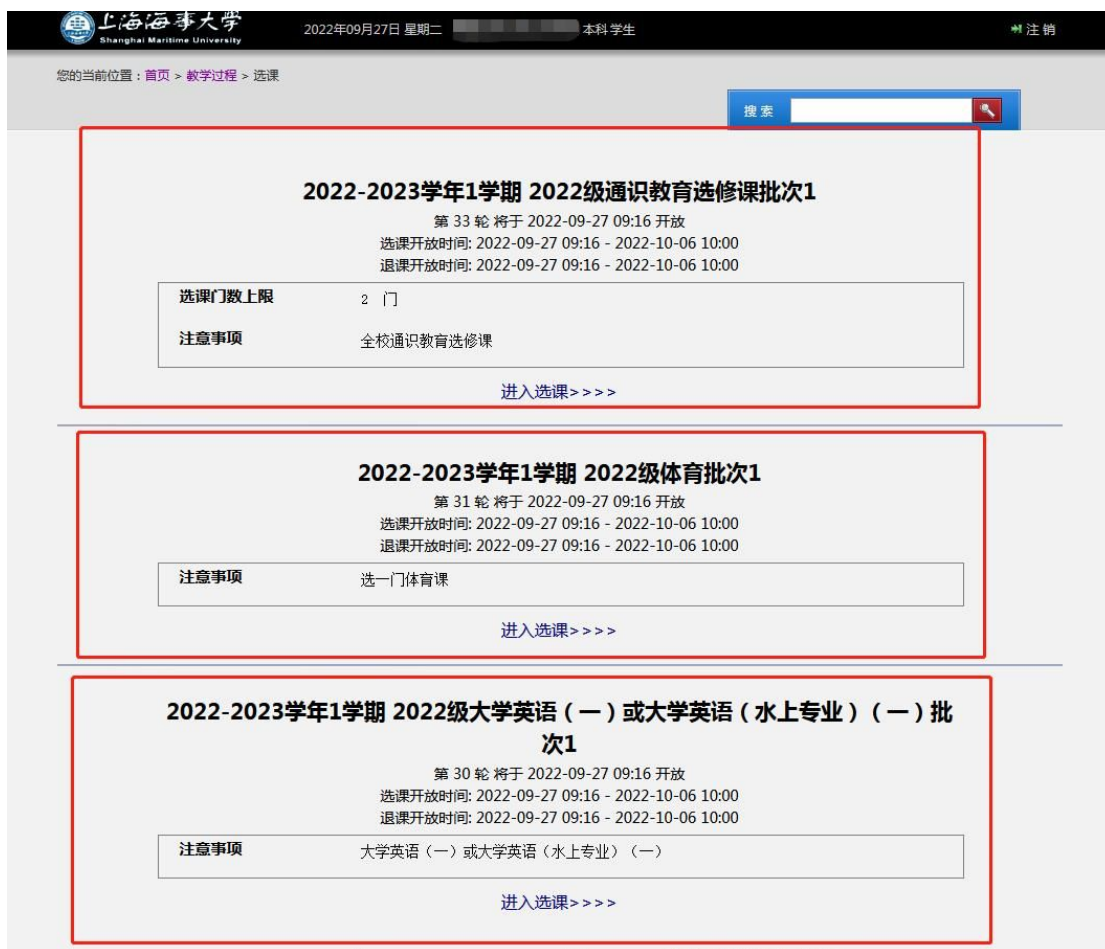 上海海事大学
Shanghai Maritime University
2022年09月27日 星期二 本科学生
注销
您的当前位置：首页 > 教学过程 > 选课
搜索
2022-2023学年1学期 2022级通识教育选修课批次1
第 33 轮 将于 2022-09-27 09:16 开放
选课开放时间: 2022-09-27 09:16 - 2022-10-06 10:00
退课开放时间: 2022-09-27 09:16 - 2022-10-06 10:00
选课门数上限 2 门
注意事项 全校通识教育选修课
进入选课>>>>
2022-2023学年1学期 2022级体育批次1
第 31 轮 将于 2022-09-27 09:16 开放
选课开放时间: 2022-09-27 09:16 - 2022-10-06 10:00
退课开放时间: 2022-09-27 09:16 - 2022-10-06 10:00
注意事项 选一门体育课
进入选课>>>>
2022-2023学年1学期 2022级大学英语（一）或大学英语（水上专业）（一）批
次1
第 30 轮 将于 2022-09-27 09:16 开放
选课开放时间: 2022-09-27 09:16 - 2022-10-06 10:00
退课开放时间: 2022-09-27 09:16 - 2022-10-06 10:00
注意事项 大学英语（一）或大学英语（水上专业）（一）
进入选课>>>>